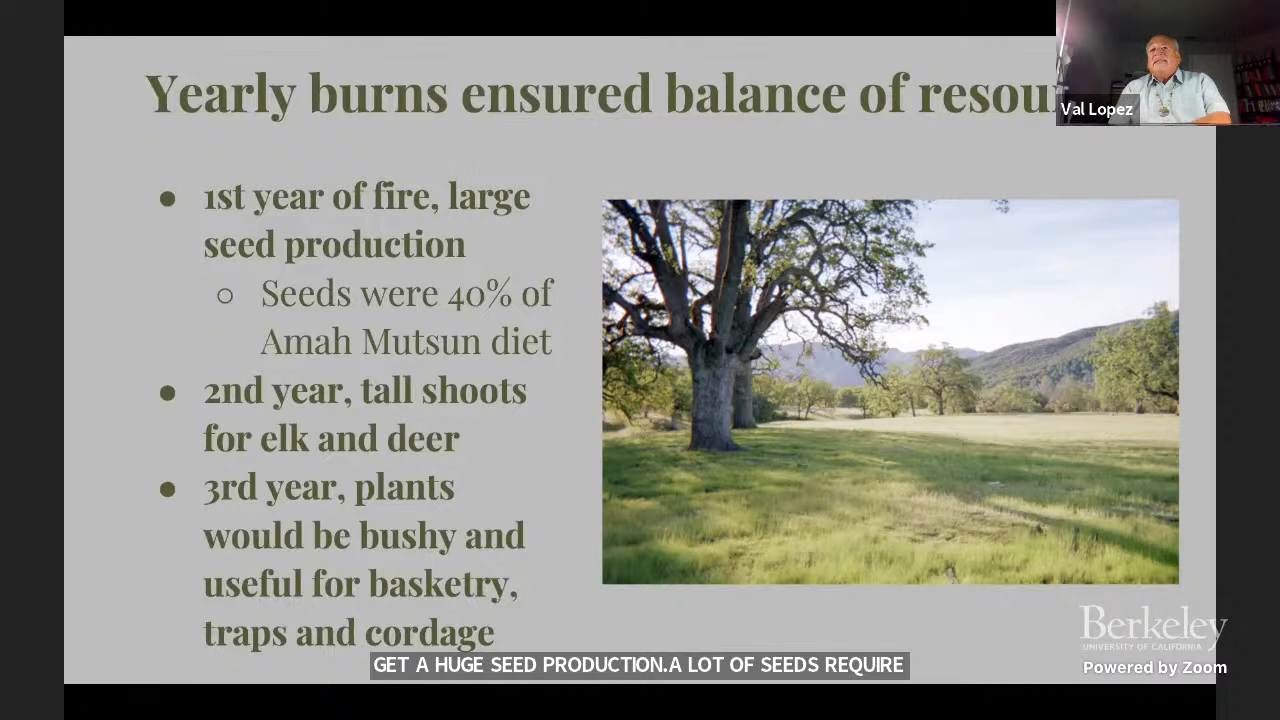 Yearly burns ensured balance of resou
Val Lopez
● 1st year of fire, large
seed production
○ Seeds were 40% of
Amah Mutsun diet
● 2nd year, tall shoots
for elk and deer
● 3rd year, plants
would be bushy and
useful for basketry,
traps and cordage
GET A HUGE SEED PRODUCTION.A LOT OF SEEDS REQUIRE
Berkeley
UNIVERSITY OF CALIFORNIA
Powered by Zoom